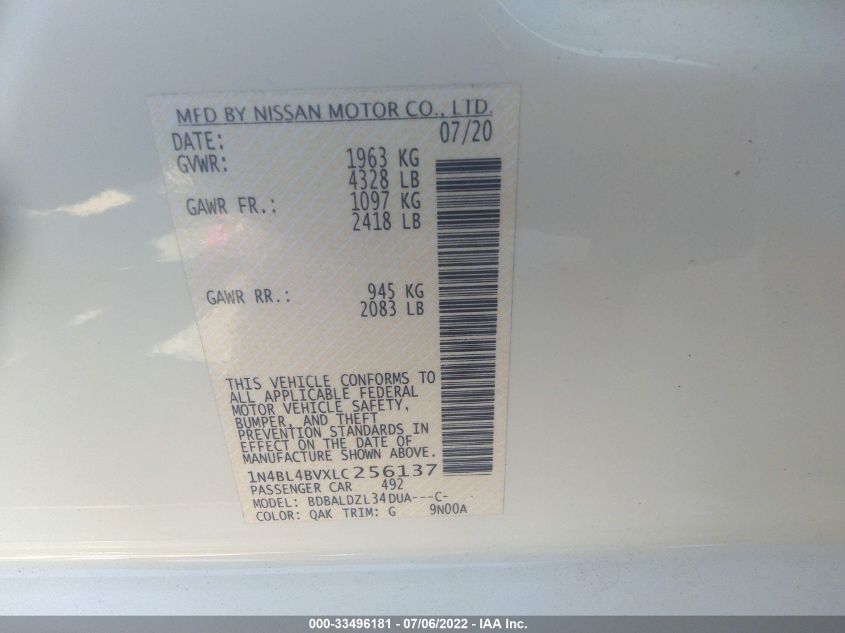 MFD BY NISSAN MOTOR CO., LTD.
DATE: 07/20
GVWR: 1963 KG
4328 LB
GAWR FR.: 1097 KG
2418 LB
GAWR RR.: 945 KG
2083 LB
THIS VEHICLE CONFORMS TO
ALL APPLICABLE FEDERAL
MOTOR VEHICLE SAFETY,
BUMPER, AND THEFT
PREVENTION STANDARDS IN
EFFECT ON THE DATE OF
MANUFACTURE SHOWN ABOVE.
1N4BL4BVXLC256137
PASSENGER CAR 492
MODEL: BDBALDZL34DUA---C-
COLOR: QAK TRIM: G 9N00A
000-33496181 - 07/06/2022 - IAA Inc.